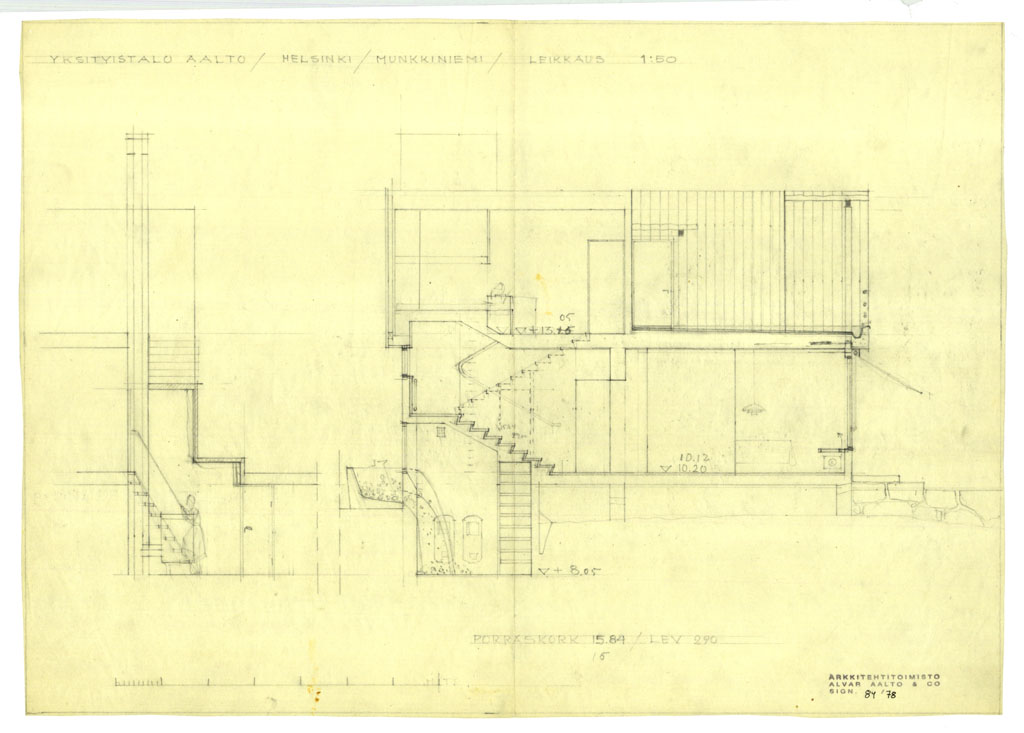 YKSITYISTALO AALTO / HELSINKI / MUNKKINIEMI / LEIKKAUS 1:50
05
+13.15
10.12
10.20
+ 8.05
PORRASKORK 15.84 / LEV 290
15
ARKKITEHTITOIMISTO
ALVAR AALTO & CO
SIGN. 84 '78